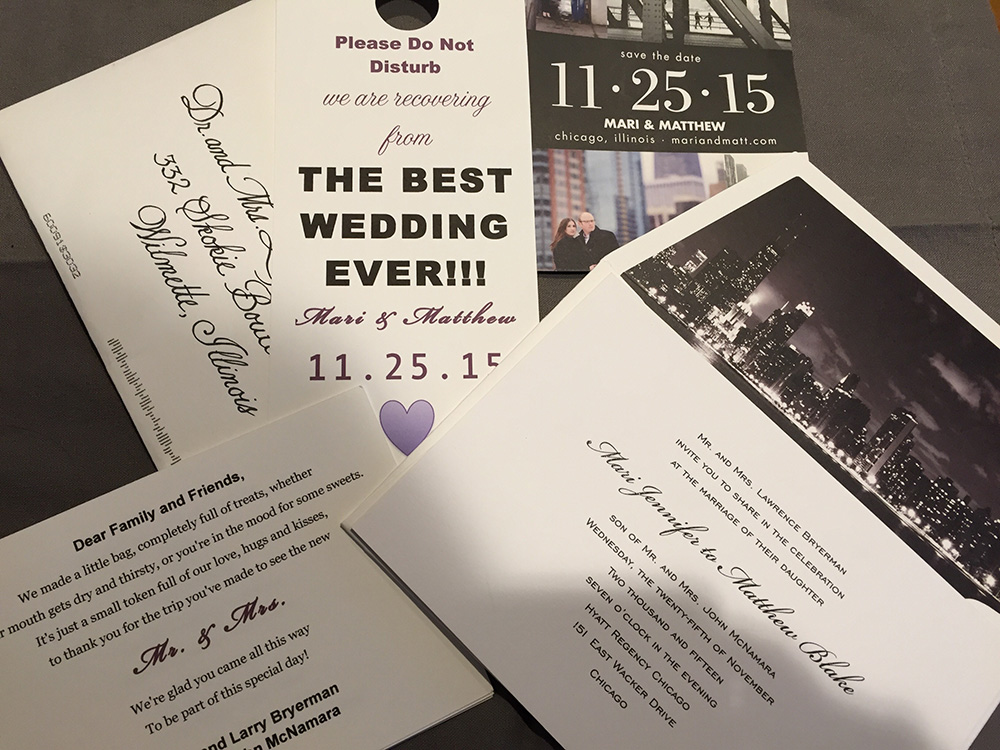 Please Do Not
Disturb
we are recovering
from
THE BEST
WEDDING
EVER!!!
Mari & Matthew
11.25.15
save the date
11·25·15
MARI & MATTHEW
chicago, illinois · mariandmatt.com
Dr. and Mrs.
332 Skokie
Wilmette, Illinois
6009133032
Dear Family and Friends,
We made a little bag, completely full of treats, whether
mouth gets dry and thirsty, or you're in the mood for some sweets.
It's just a small token full of our love, hugs and kisses,
to thank you for the trip you've made to see the new
Mr. & Mrs.
We're glad you came all this way
To be part of this special day!
and Larry Bryerman
McNamara
Mr. and Mrs. Lawrence Bryerman
invite you to share in the celebration
at the marriage of their daughter
Mari Jennifer to Matthew Blake
son of Mr. and Mrs. John McNamara
Wednesday, the twenty-fifth of November
Two thousand and fifteen
seven o'clock in the evening
Hyatt Regency Chicago
151 East Wacker Drive
Chicago